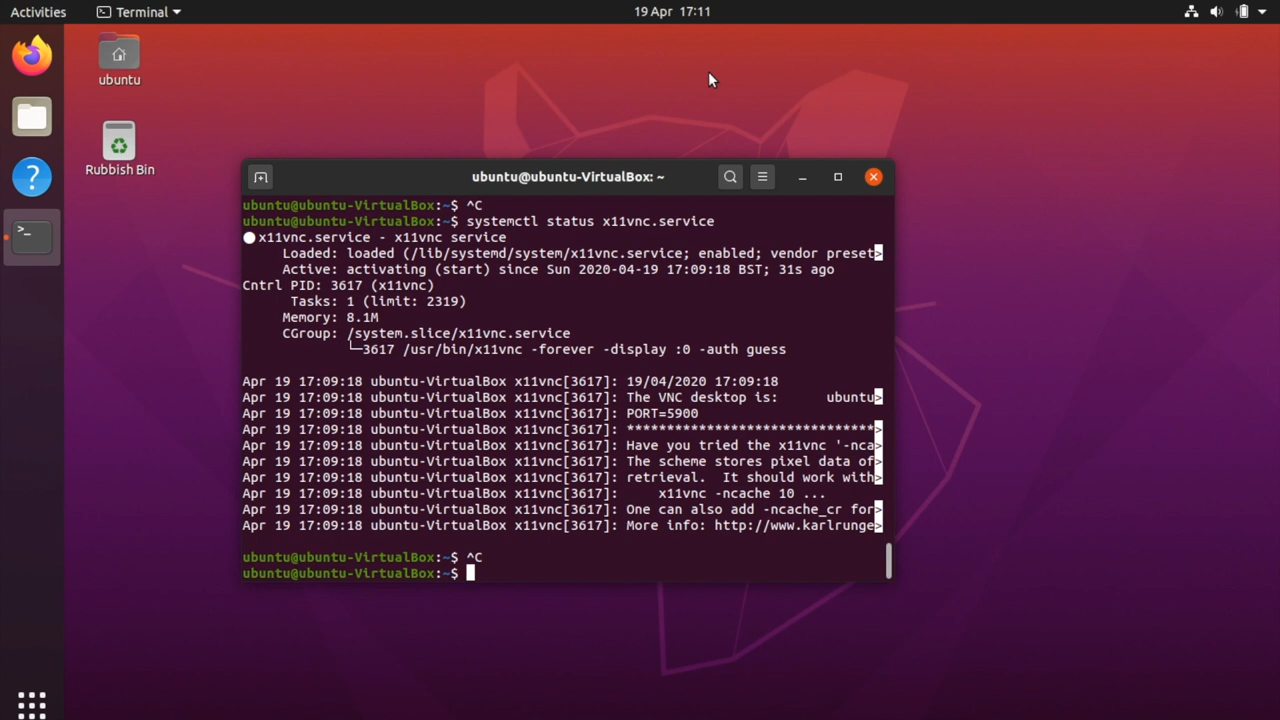 Activities
Terminal
19 Apr 17:11
ubuntu
Rubbish Bin
ubuntu@ubuntu-VirtualBox: ~
ubuntu@ubuntu-VirtualBox:~$ ^C
ubuntu@ubuntu-VirtualBox:~$ systemctl status x11vnc.service
x11vnc.service - x11vnc service
Loaded: loaded (/lib/systemd/system/x11vnc.service; enabled; vendor preset>
Active: activating (start) since Sun 2020-04-19 17:09:18 BST; 31s ago
Cntrl PID: 3617 (x11vnc)
Tasks: 1 (limit: 2319)
Memory: 8.1M
CGroup: /system.slice/x11vnc.service
└─3617 /usr/bin/x11vnc -forever -display :0 -auth guess
Apr 19 17:09:18 ubuntu-VirtualBox x11vnc[3617]: 19/04/2020 17:09:18
Apr 19 17:09:18 ubuntu-VirtualBox x11vnc[3617]: The VNC desktop is:      ubuntu>
Apr 19 17:09:18 ubuntu-VirtualBox x11vnc[3617]: PORT=5900
Apr 19 17:09:18 ubuntu-VirtualBox x11vnc[3617]: *******************************>
Apr 19 17:09:18 ubuntu-VirtualBox x11vnc[3617]: Have you tried the x11vnc '-nca>
Apr 19 17:09:18 ubuntu-VirtualBox x11vnc[3617]: The scheme stores pixel data of>
Apr 19 17:09:18 ubuntu-VirtualBox x11vnc[3617]: retrieval.  It should work with>
Apr 19 17:09:18 ubuntu-VirtualBox x11vnc[3617]:     x11vnc -ncache 10 ...
Apr 19 17:09:18 ubuntu-VirtualBox x11vnc[3617]: One can also add -ncache_cr for>
Apr 19 17:09:18 ubuntu-VirtualBox x11vnc[3617]: More info: http://www.karlrunge>
ubuntu@ubuntu-VirtualBox:~$ ^C
ubuntu@ubuntu-VirtualBox:~$